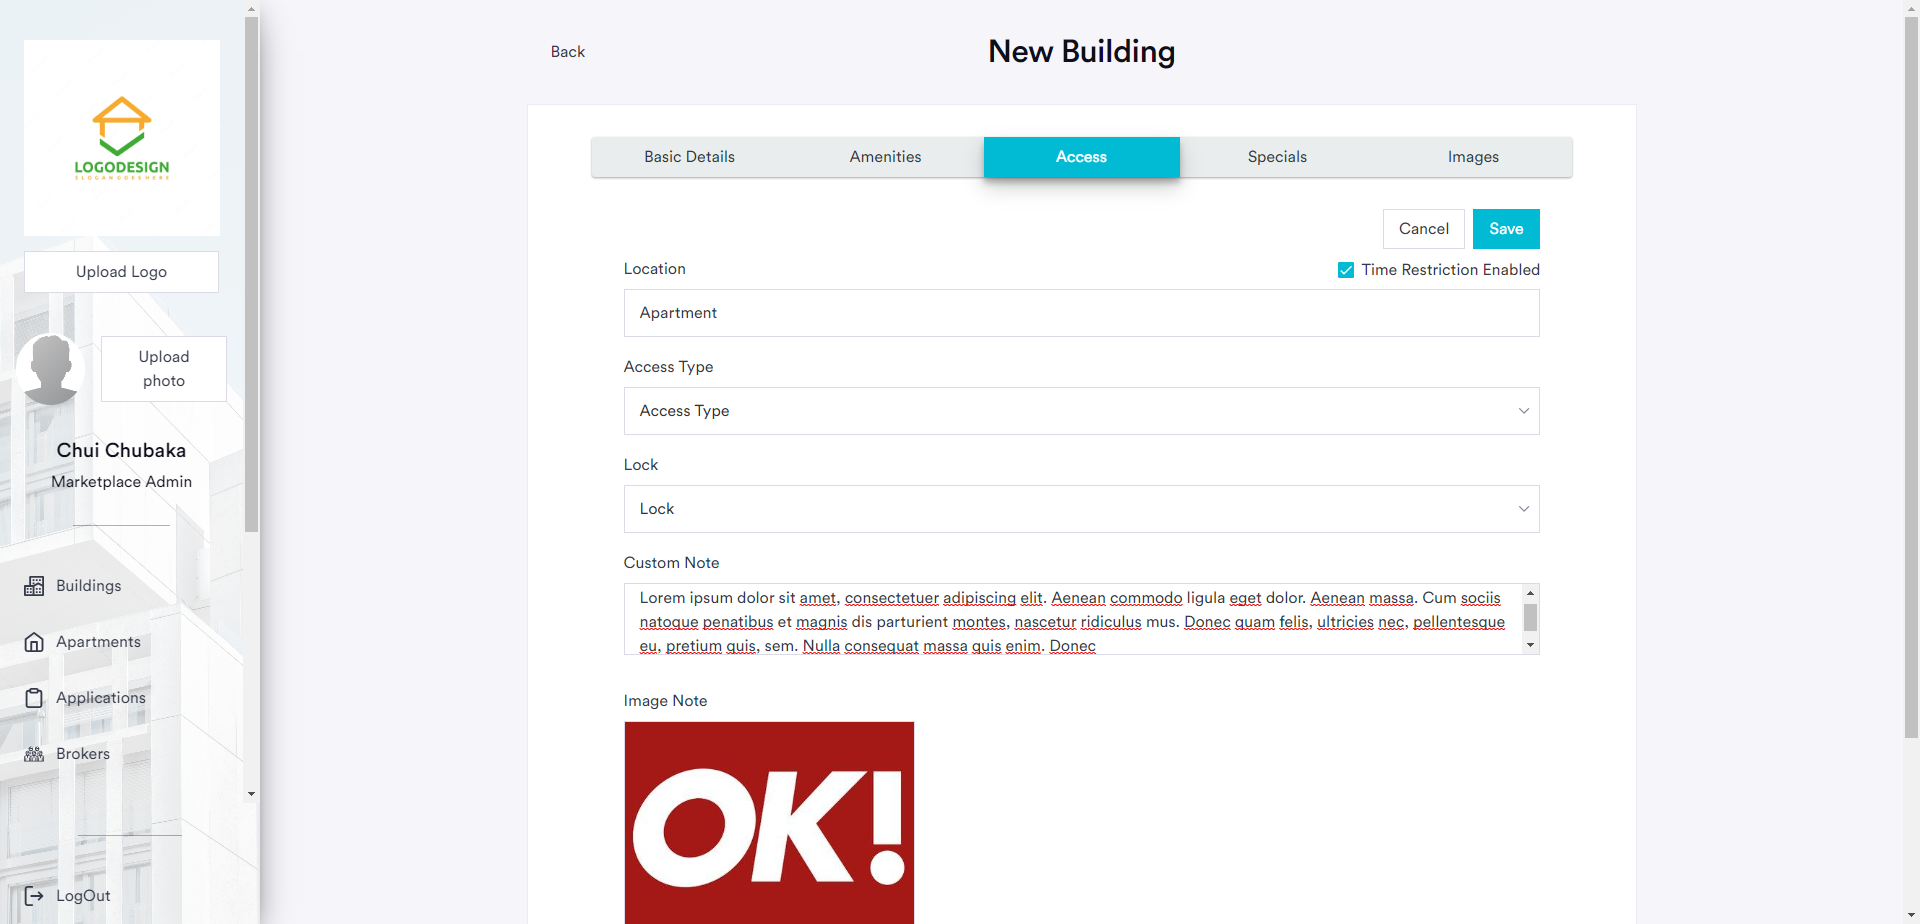 LOGODESIGN
SLOGANGOESHERE
Upload Logo
Upload
photo
Chui Chubaka
Marketplace Admin
Buildings
Apartments
Applications
Brokers
LogOut
Back
New Building
Basic Details
Amenities
Access
Specials
Images
Cancel
Save
Location
Time Restriction Enabled
Apartment
Access Type
Access Type
Lock
Lock
Custom Note
Lorem ipsum dolor sit amet, consectetuer adipiscing elit. Aenean commodo ligula eget dolor. Aenean massa. Cum sociis
natoque penatibus et magnis dis parturient montes, nascetur ridiculus mus. Donec quam felis, ultricies nec, pellentesque
eu, pretium quis, sem. Nulla consequat massa quis enim. Donec
Image Note
OK!